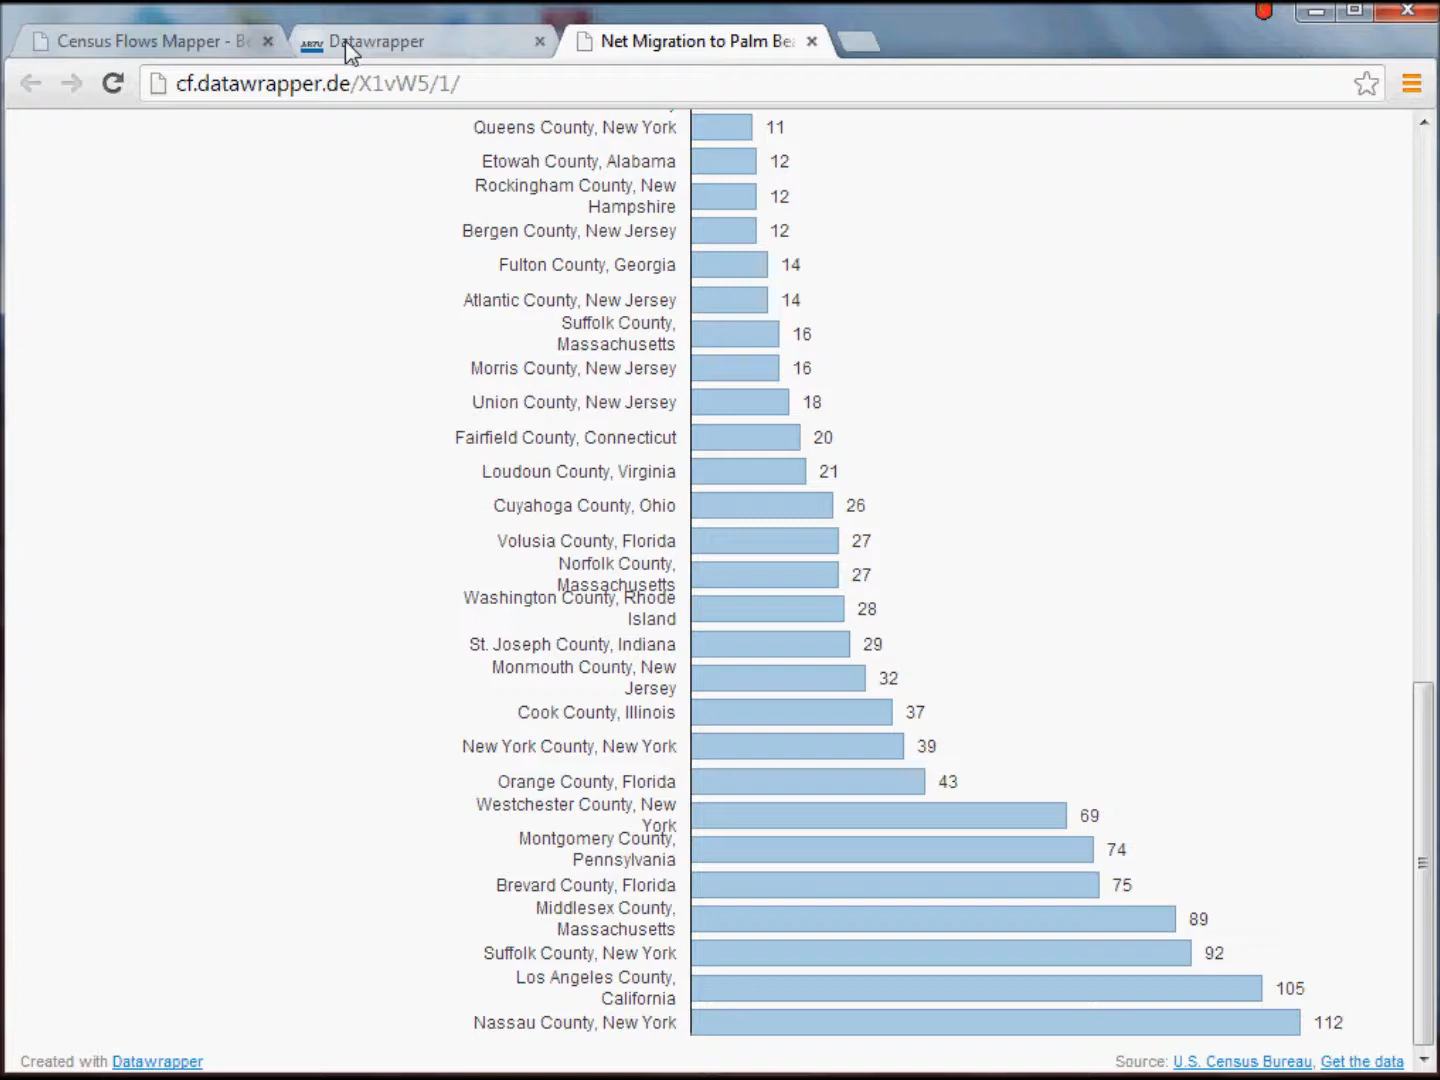 Census Flows Mapper - Be
Datawrapper
Net Migration to Palm Bea
cf.datawrapper.de/X1vW5/1/
Queens County, New York 11
Etowah County, Alabama 12
Rockingham County, New
Hampshire 12
Bergen County, New Jersey 12
Fulton County, Georgia 14
Atlantic County, New Jersey 14
Suffolk County,
Massachusetts 16
Morris County, New Jersey 16
Union County, New Jersey 18
Fairfield County, Connecticut 20
Loudoun County, Virginia 21
Cuyahoga County, Ohio 26
Volusia County, Florida 27
Norfolk County,
Massachusetts 27
Washington County, Rhode
Island 28
St. Joseph County, Indiana 29
Monmouth County, New
Jersey 32
Cook County, Illinois 37
New York County, New York 39
Orange County, Florida 43
Westchester County, New
York 69
Montgomery County,
Pennsylvania 74
Brevard County, Florida 75
Middlesex County,
Massachusetts 89
Suffolk County, New York 92
Los Angeles County,
California 105
Nassau County, New York 112
Created with Datawrapper
Source: U.S. Census Bureau, Get the data